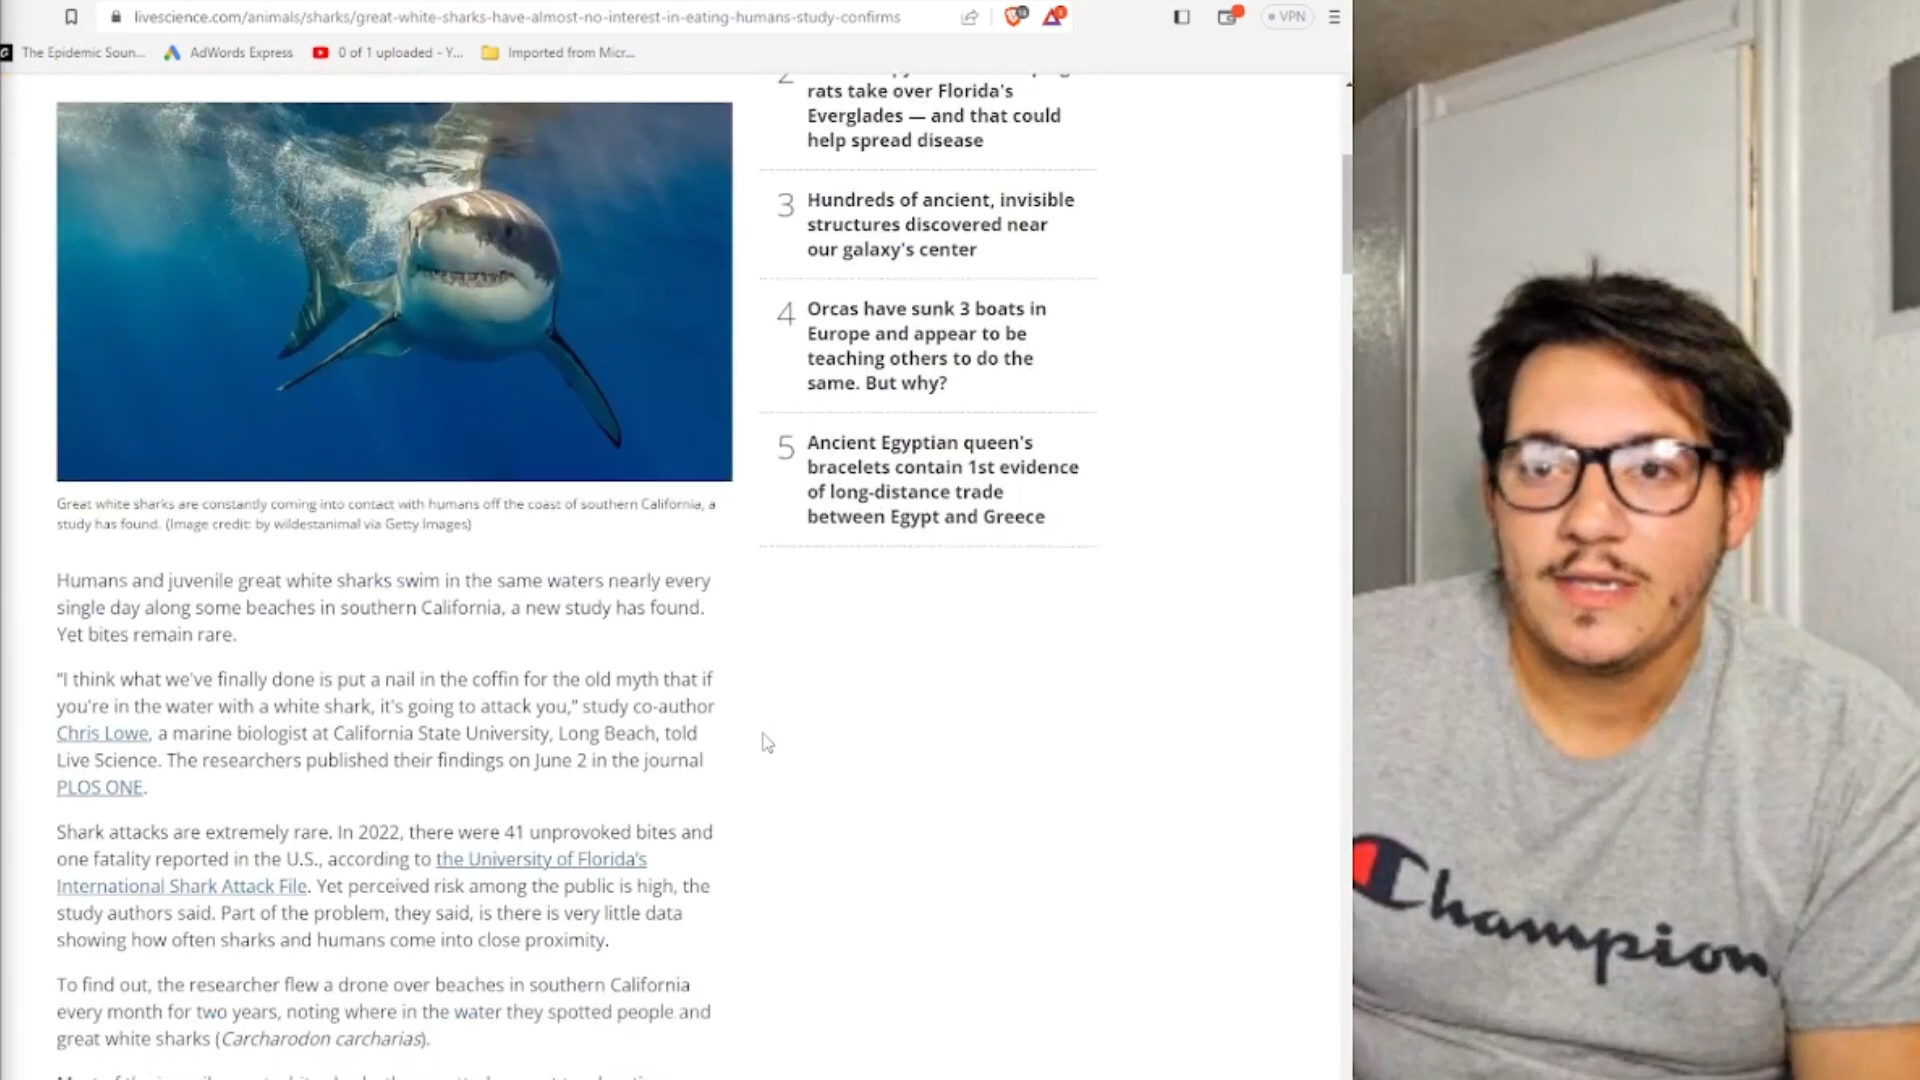 livescience.com/animals/sharks/great-white-sharks-have-almost-no-interest-in-eating-humans-study-confirms
VPN
The Epidemic Soun...
AdWords Express
0 of 1 uploaded - Y...
Imported from Micr...
Great white sharks are constantly coming into contact with humans off the coast of southern California, a
study has found. (Image credit: by wildestanimal via Getty Images)
Humans and juvenile great white sharks swim in the same waters nearly every
single day along some beaches in southern California, a new study has found.
Yet bites remain rare.
“I think what we've finally done is put a nail in the coffin for the old myth that if
you're in the water with a white shark, it's going to attack you,” study co-author
Chris Lowe, a marine biologist at California State University, Long Beach, told
Live Science. The researchers published their findings on June 2 in the journal
PLOS ONE.
Shark attacks are extremely rare. In 2022, there were 41 unprovoked bites and
one fatality reported in the U.S., according to the University of Florida’s
International Shark Attack File. Yet perceived risk among the public is high, the
study authors said. Part of the problem, they said, is there is very little data
showing how often sharks and humans come into close proximity.
To find out, the researcher flew a drone over beaches in southern California
every month for two years, noting where in the water they spotted people and
great white sharks (Carcharodon carcharias).
2
rats take over Florida's
Everglades — and that could
help spread disease
3
Hundreds of ancient, invisible
structures discovered near
our galaxy's center
4
Orcas have sunk 3 boats in
Europe and appear to be
teaching others to do the
same. But why?
5
Ancient Egyptian queen's
bracelets contain 1st evidence
of long-distance trade
between Egypt and Greece
Champion